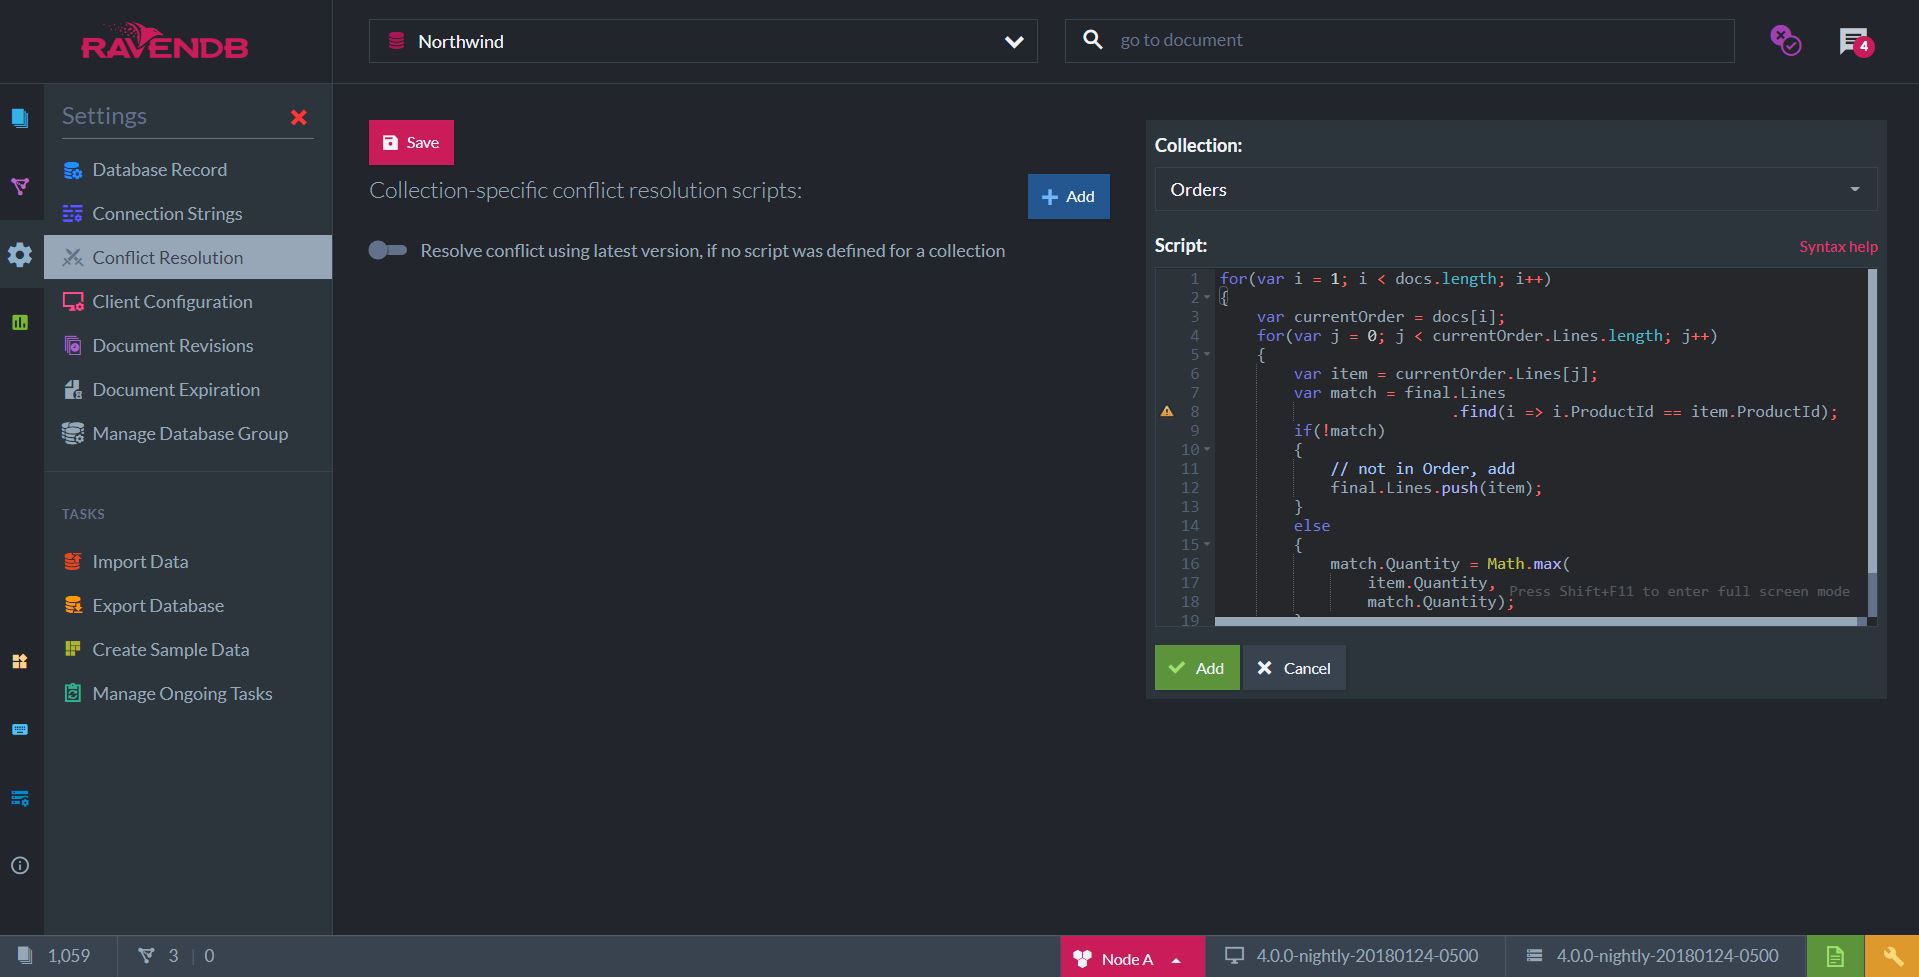 RAVENDB
Northwind
go to document
4
Settings
Database Record
Connection Strings
Conflict Resolution
Client Configuration
Document Revisions
Document Expiration
Manage Database Group
TASKS
Import Data
Export Database
Create Sample Data
Manage Ongoing Tasks
Save
Collection-specific conflict resolution scripts:
Add
Resolve conflict using latest version, if no script was defined for a collection
Collection:
Orders
Script:
Syntax help
1 for(var i = 1; i < docs.length; i++)
2 {
3 var currentOrder = docs[i];
4 for(var j = 0; j < currentOrder.Lines.length; j++)
5 {
6 var item = currentOrder.Lines[j];
7 var match = final.Lines
8 .find(i => i.ProductId == item.ProductId);
9 if(!match)
10 {
11 // not in Order, add
12 final.Lines.push(item);
13 }
14 else
15 {
16 match.Quantity = Math.max(
17 item.Quantity,
Press Shift+F11 to enter full screen mode
18 match.Quantity);
19
Add
Cancel
1,059
3 | 0
Node A
4.0.0-nightly-20180124-0500
4.0.0-nightly-20180124-0500